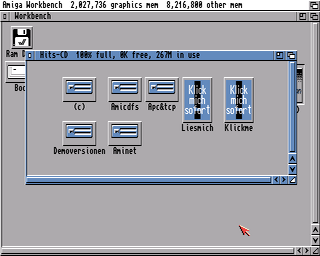 Amiga Workbench 2,027,736 graphics mem 8,216,800 other mem
Workbench
Ram D
Hits-CD 100% full, 0K free, 267M in use
Klick mich sofort
Klick mich sofort
(c) Amicdfs Apc&tcp
Liesmich Klickme
Demoversionen Aminet